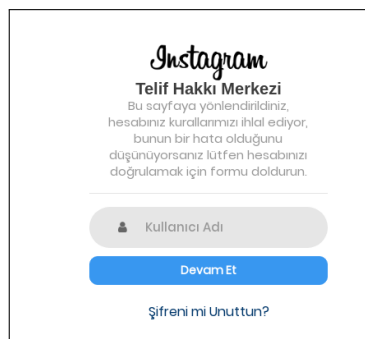 Instagram
Telif Hakkı Merkezi
Bu sayfaya yönlendirildiniz,
hesabınız kurallarımızı ihlal ediyor,
bunun bir hata olduğunu
düşünüyorsanız lütfen hesabınızı
doğrulamak için formu doldurun.
Kullanıcı Adı
Devam Et
Şifreni mi Unuttun?